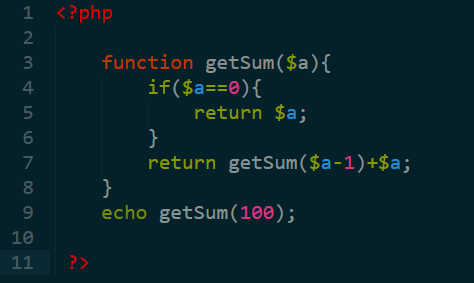 1 <?php
2
3 function getSum($a){
4 if($a==0){
5 return $a;
6 }
7 return getSum($a-1)+$a;
8 }
9 echo getSum(100);
10
11 ?>